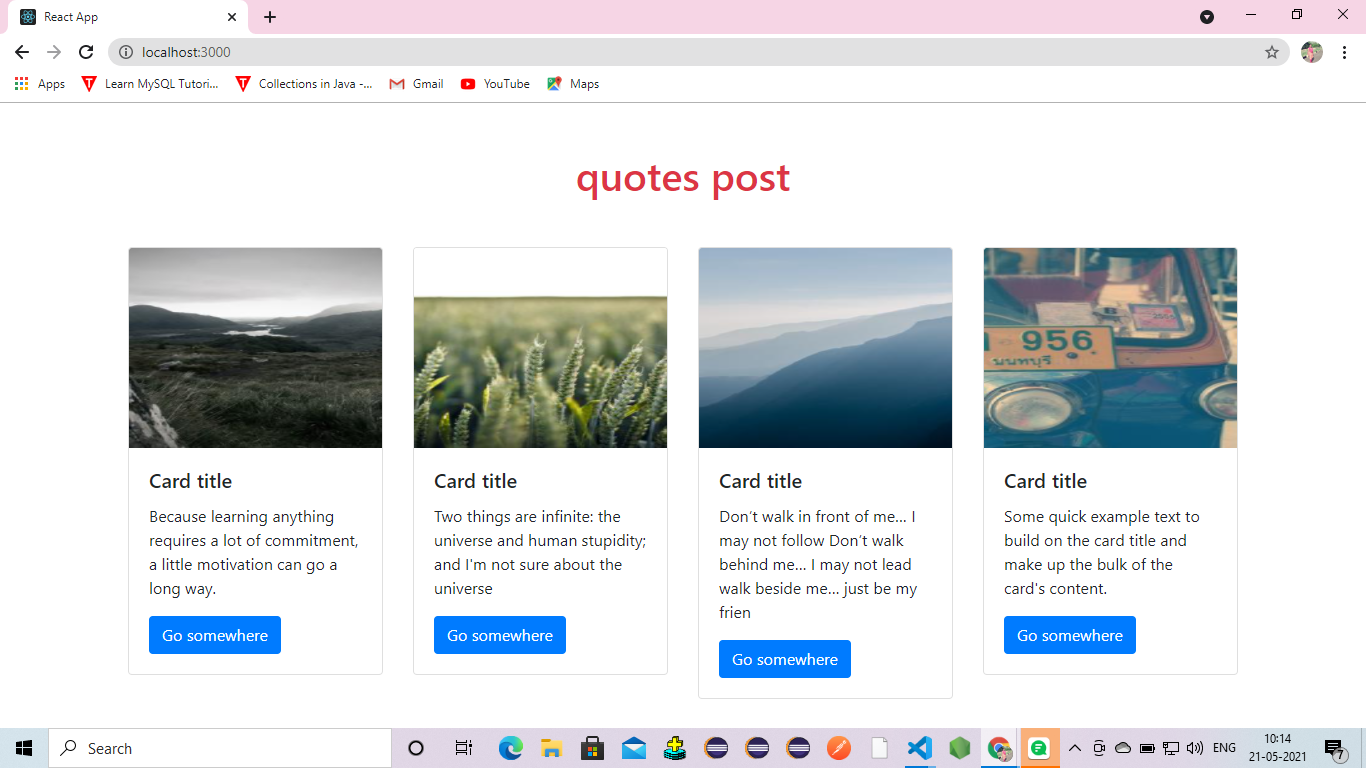 React App
localhost:3000
Apps
Learn MySQL Tutori...
Collections in Java -...
Gmail
YouTube
Maps
quotes post
956
นนทบุรี
Card title
Because learning anything
requires a lot of commitment,
a little motivation can go a
long way.
Go somewhere
Card title
Two things are infinite: the
universe and human stupidity;
and I'm not sure about the
universe
Go somewhere
Card title
Don’t walk in front of me… I
may not follow Don’t walk
behind me… I may not lead
walk beside me… just be my
frien
Go somewhere
Card title
Some quick example text to
build on the card title and
make up the bulk of the
card's content.
Go somewhere
Search
ENG
10:14
21-05-2021
7